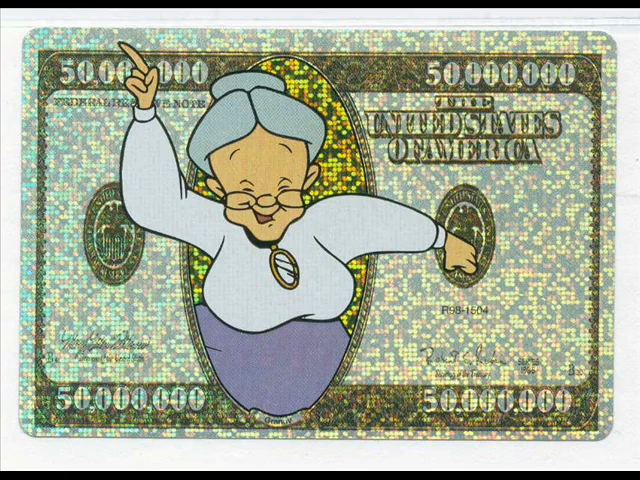 50,000,000
50,000,000
FEDERAL RESERVE NOTE
THE
UNITED STATES
OF AMERICA
R98-1504
50,000,000
50,000,000
Granny